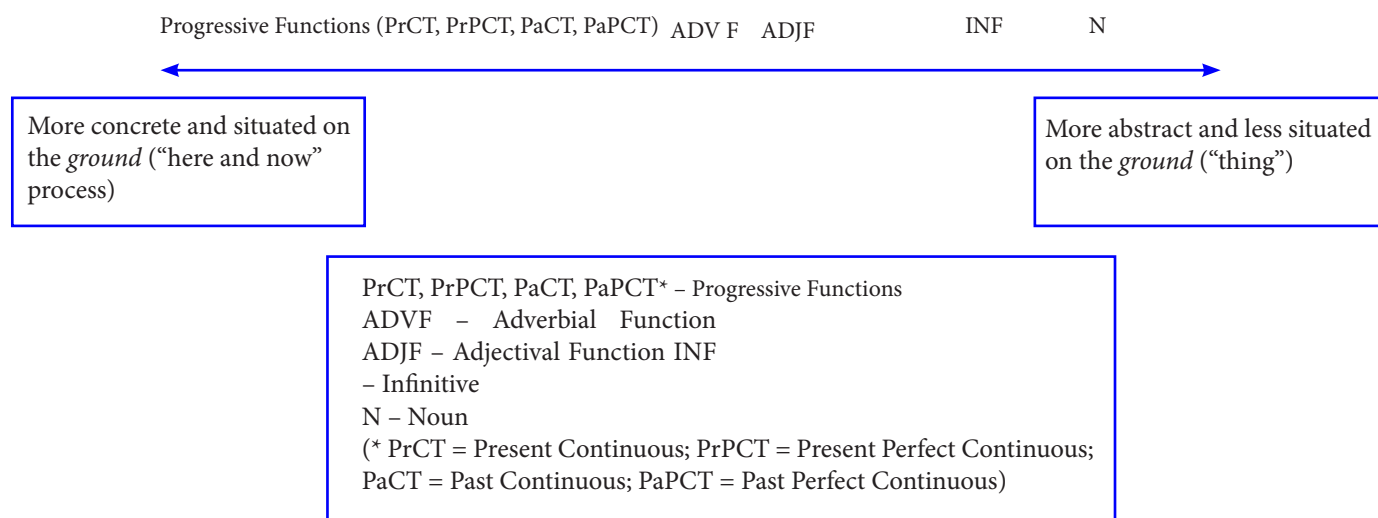 Progressive Functions (PrCT, PrPCT, PaCT, PaPCT) ADV F ADJF INF N
More concrete and situated on
the ground (“here and now”
process)
More abstract and less situated
on the ground (“thing”)
PrCT, PrPCT, PaCT, PaPCT* – Progressive Functions
ADVF – Adverbial Function
ADJF – Adjectival Function INF
– Infinitive
N – Noun
(* PrCT = Present Continuous; PrPCT = Present Perfect Continuous;
PaCT = Past Continuous; PaPCT = Past Perfect Continuous)